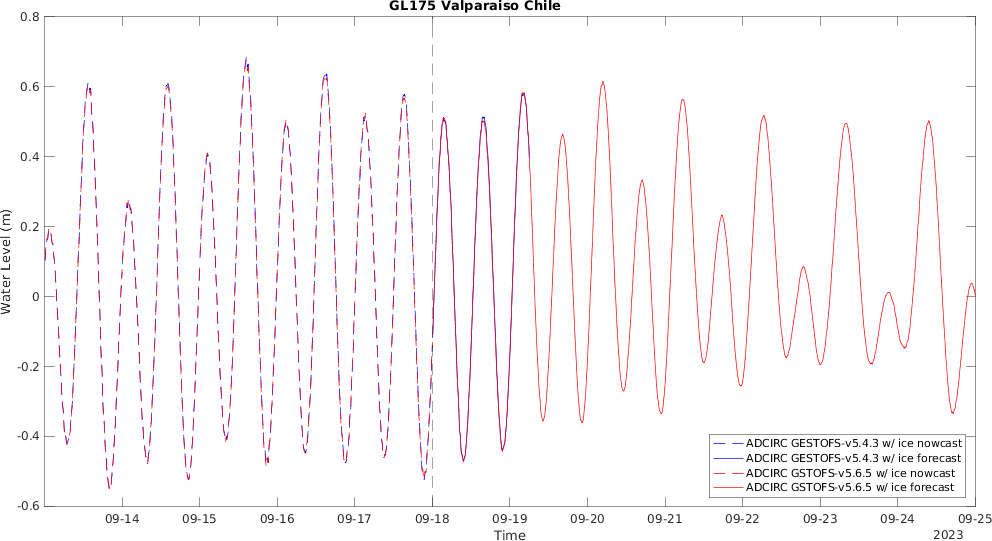 GL175 Valparaiso Chile
0.8
0.6
0.4
0.2
0
-0.2
-0.4
-0.6
Water Level (m)
ADCIRC GESTOFS-v5.4.3 w/ ice nowcast
ADCIRC GESTOFS-v5.4.3 w/ ice forecast
ADCIRC GSTOFS-v5.6.5 w/ ice nowcast
ADCIRC GSTOFS-v5.6.5 w/ ice forecast
09-14 09-15 09-16 09-17 09-18 09-19 09-20 09-21 09-22 09-23 09-24 09-25
Time
2023